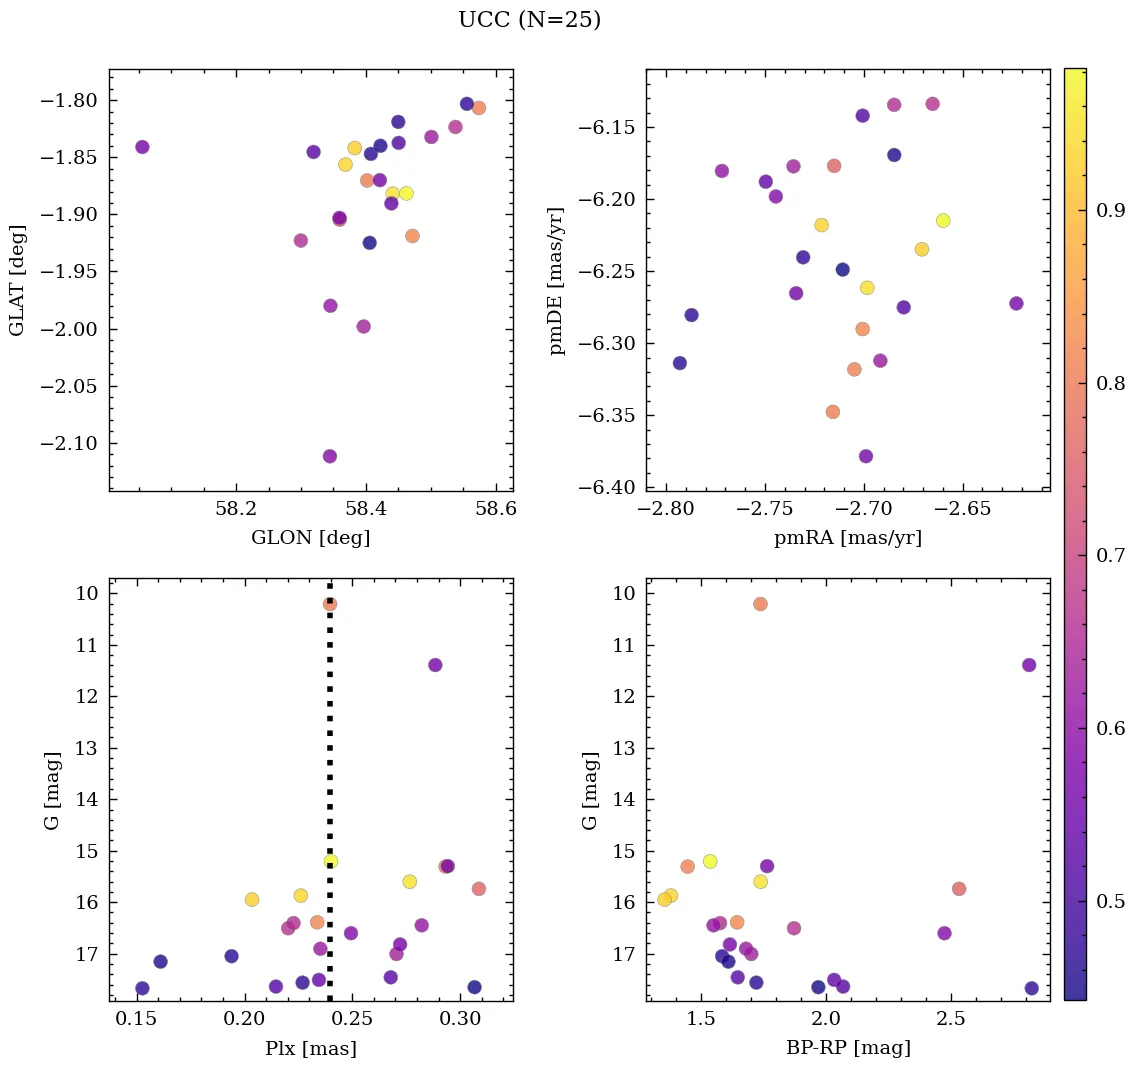 UCC (N=25)
−1.80
−1.85
−1.90
−1.95
−2.00
−2.05
−2.10
GLAT [deg]
58.2 58.4 58.6
GLON [deg]
−6.15
−6.20
−6.25
−6.30
−6.35
−6.40
pmDE [mas/yr]
−2.80 −2.75 −2.70 −2.65
pmRA [mas/yr]
10
11
12
13
14
15
16
17
G [mag]
0.15 0.20 0.25 0.30
Plx [mas]
10
11
12
13
14
15
16
17
G [mag]
1.5 2.0 2.5
BP-RP [mag]
0.9
0.8
0.7
0.6
0.5